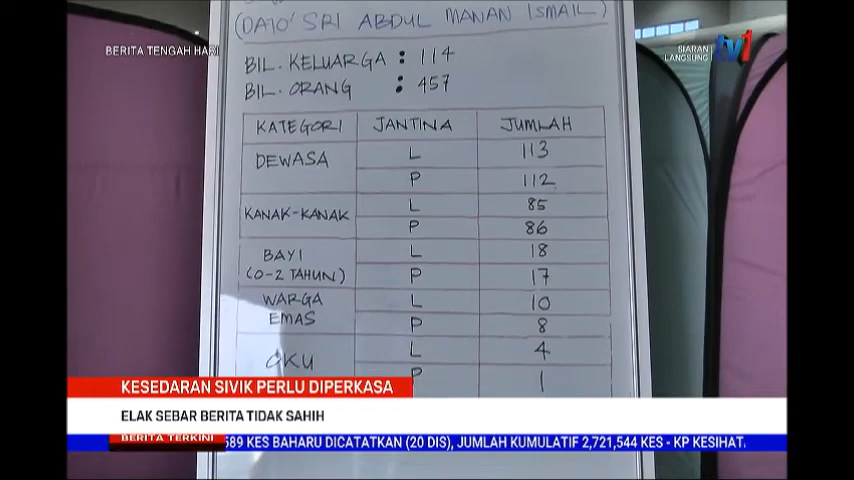 (DATO' SRI ABDUL MANAN ISMAIL)
BERITA TENGAH HARI
SIARAN LANGSUNG tv1
BIL. KELUARGA : 114
BIL. ORANG : 457
KATEGORI JANTINA JUMLAH
DEWASA L 113
P 112
KANAK-KANAK L 85
P 86
BAYI (0-2 TAHUN) L 18
P 17
WARGA EMAS L 10
P 8
OKU L 4
P 1
KESEDARAN SIVIK PERLU DIPERKASA
ELAK SEBAR BERITA TIDAK SAHIH
BERITA TERKINI 589 KES BAHARU DICATATKAN (20 DIS), JUMLAH KUMULATIF 2,721,544 KES - KP KESIHAT